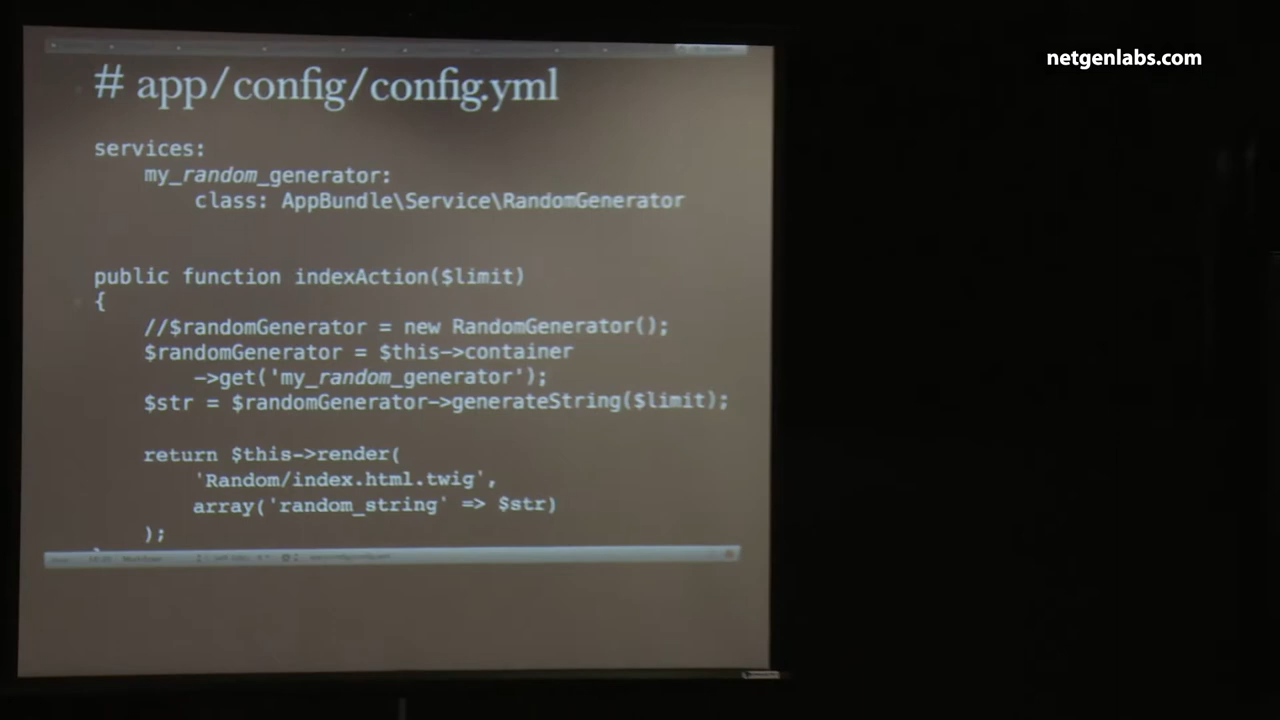 netgenlabs.com
# app/config/config.yml
services:
    my_random_generator:
        class: AppBundle\Service\RandomGenerator
public function indexAction($limit)
{
    //$randomGenerator = new RandomGenerator();
    $randomGenerator = $this->container
        ->get('my_random_generator');
    $str = $randomGenerator->generateString($limit);
    return $this->render(
        'Random/index.html.twig',
        array('random_string' => $str)
    );